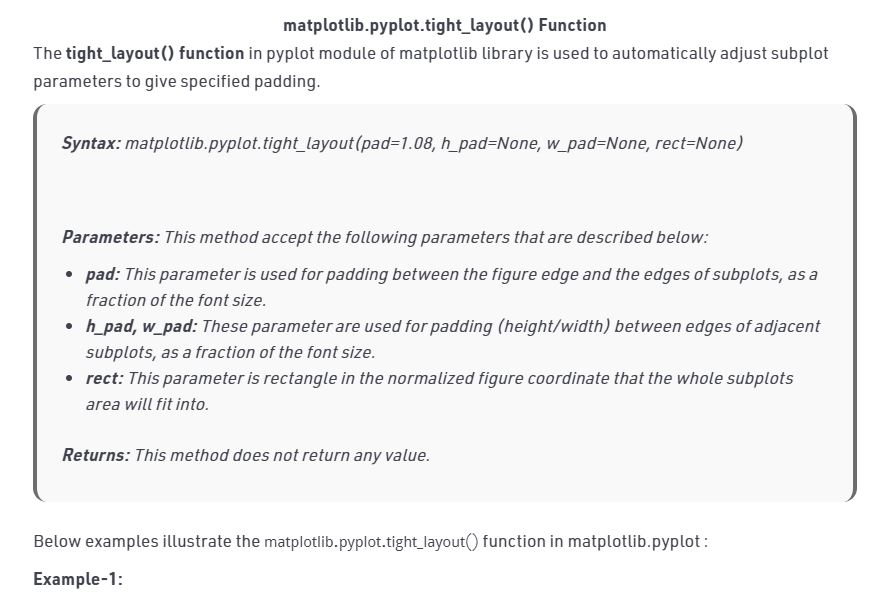 matplotlib.pyplot.tight_layout() Function
The tight_layout() function in pyplot module of matplotlib library is used to automatically adjust subplot
parameters to give specified padding.
Syntax: matplotlib.pyplot.tight_layout(pad=1.08, h_pad=None, w_pad=None, rect=None)
Parameters: This method accept the following parameters that are described below:
• pad: This parameter is used for padding between the figure edge and the edges of subplots, as a
fraction of the font size.
• h_pad, w_pad: These parameter are used for padding (height/width) between edges of adjacent
subplots, as a fraction of the font size.
• rect: This parameter is rectangle in the normalized figure coordinate that the whole subplots
area will fit into.
Returns: This method does not return any value.
Below examples illustrate the matplotlib.pyplot.tight_layout() function in matplotlib.pyplot :
Example-1: